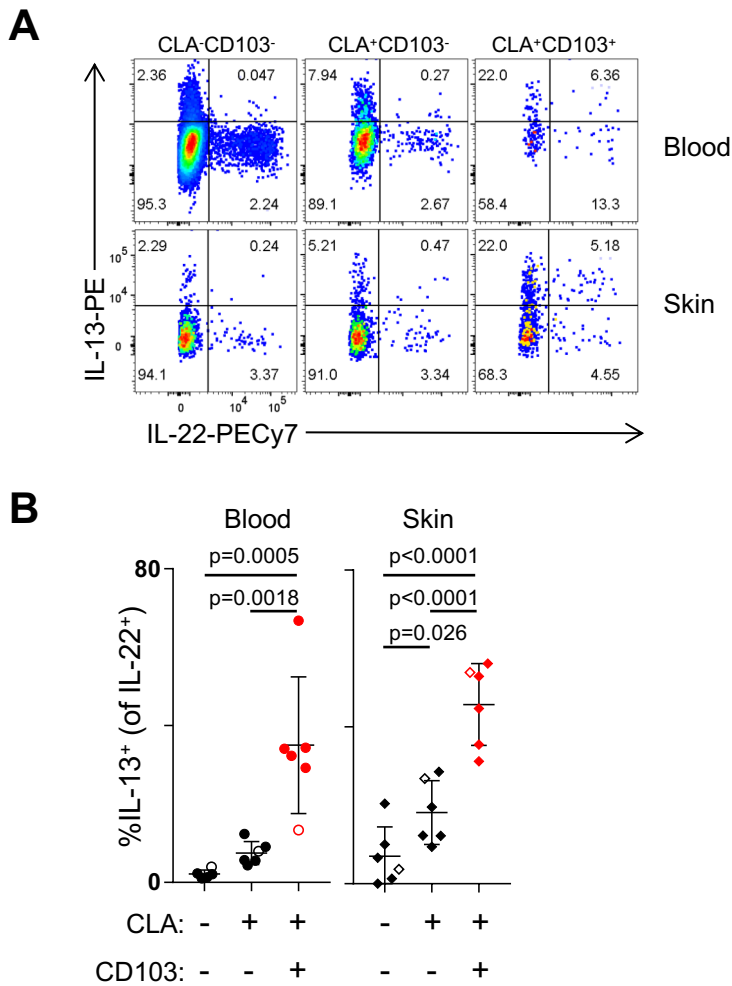 A
CLA-CD103- CLA+CD103- CLA+CD103+
2.36 0.047 7.94 0.27 22.0 6.36
Blood
95.3 2.24 89.1 2.67 58.4 13.3
2.29 0.24 5.21 0.47 22.0 5.18
10⁵
10⁴
Skin
0
94.1 3.37 91.0 3.34 68.3 4.55
0 10⁴ 10⁵
IL-13-PE
IL-22-PECy7
B
Blood Skin
p=0.0005 p<0.0001
80
p=0.0018 p<0.0001
p=0.026
%IL-13⁺ (of IL-22⁺)
0
CLA: - + + - + +
CD103: - - + - - +